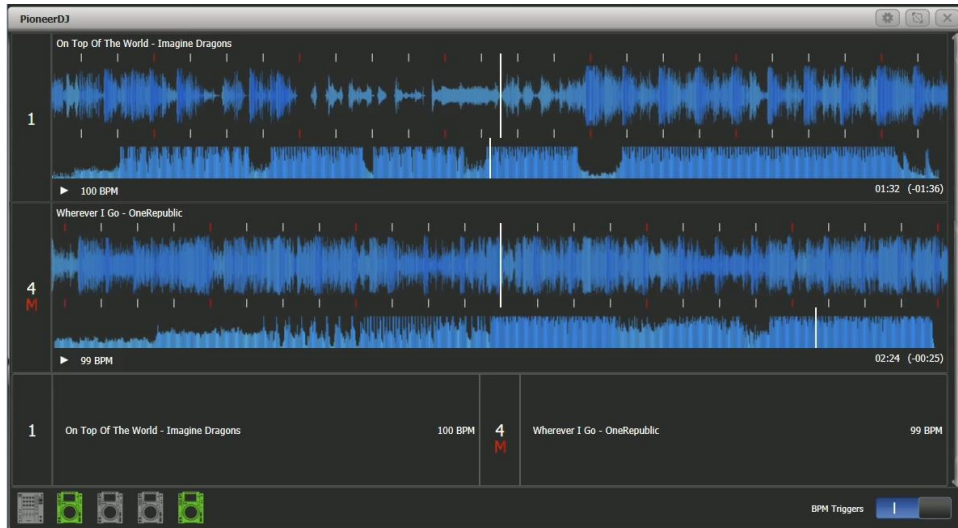 PioneerDJ
On Top Of The World - Imagine Dragons
1
100 BPM
01:32 (-01:36)
Wherever I Go - OneRepublic
4
M
99 BPM
02:24 (-00:25)
1
On Top Of The World - Imagine Dragons
100 BPM
4
M
Wherever I Go - OneRepublic
99 BPM
BPM Triggers